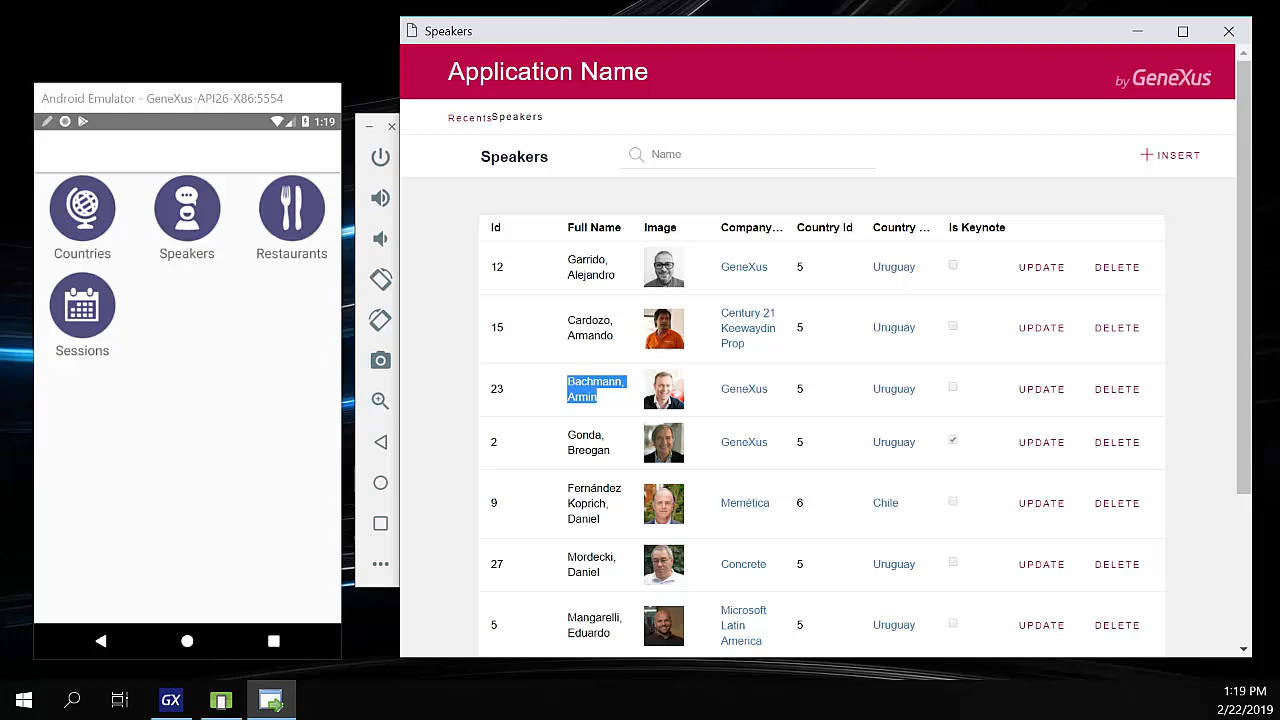 Speakers
Application Name
by GeneXus
Recents
Speakers
Speakers
Name
INSERT
Id
Full Name
Image
Company...
Country Id
Country ...
Is Keynote
12
Garrido,
Alejandro
GeneXus
5
Uruguay
UPDATE
DELETE
15
Cardozo,
Armando
Century 21
Keewaydin
Prop
5
Uruguay
UPDATE
DELETE
23
Bachmann,
Armin
GeneXus
5
Uruguay
UPDATE
DELETE
2
Gonda,
Breogan
GeneXus
5
Uruguay
UPDATE
DELETE
9
Fernández
Koprich,
Daniel
Memética
6
Chile
UPDATE
DELETE
27
Mordecki,
Daniel
Concrete
5
Uruguay
UPDATE
DELETE
5
Mangarelli,
Eduardo
Microsoft
Latin
America
5
Uruguay
UPDATE
DELETE
Android Emulator - GeneXus-API26-X86:5554
1:19
Countries
Speakers
Restaurants
Sessions
GX
1:19 PM
2/22/2019